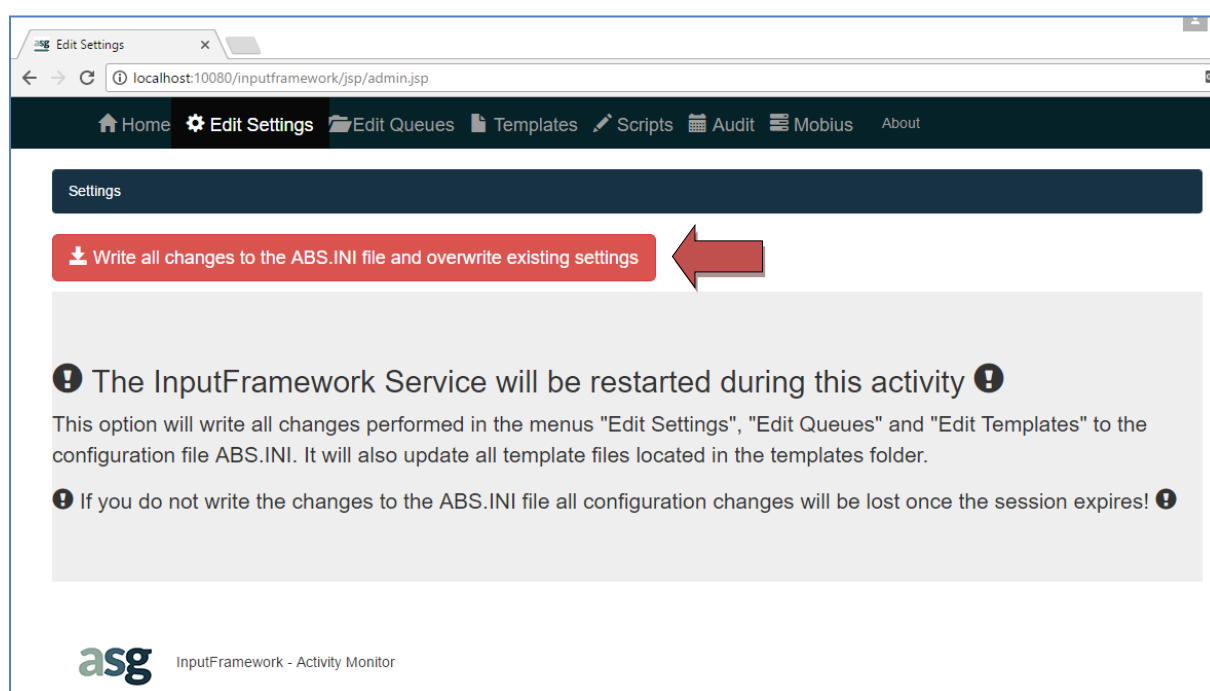 asg Edit Settings ×
localhost:10080/inputframework/jsp/admin.jsp
Home Edit Settings Edit Queues Templates Scripts Audit Mobius About
Settings
Write all changes to the ABS.INI file and overwrite existing settings
The InputFramework Service will be restarted during this activity
This option will write all changes performed in the menus "Edit Settings", "Edit Queues" and "Edit Templates" to the
configuration file ABS.INI. It will also update all template files located in the templates folder.
If you do not write the changes to the ABS.INI file all configuration changes will be lost once the session expires!
asg InputFramework - Activity Monitor